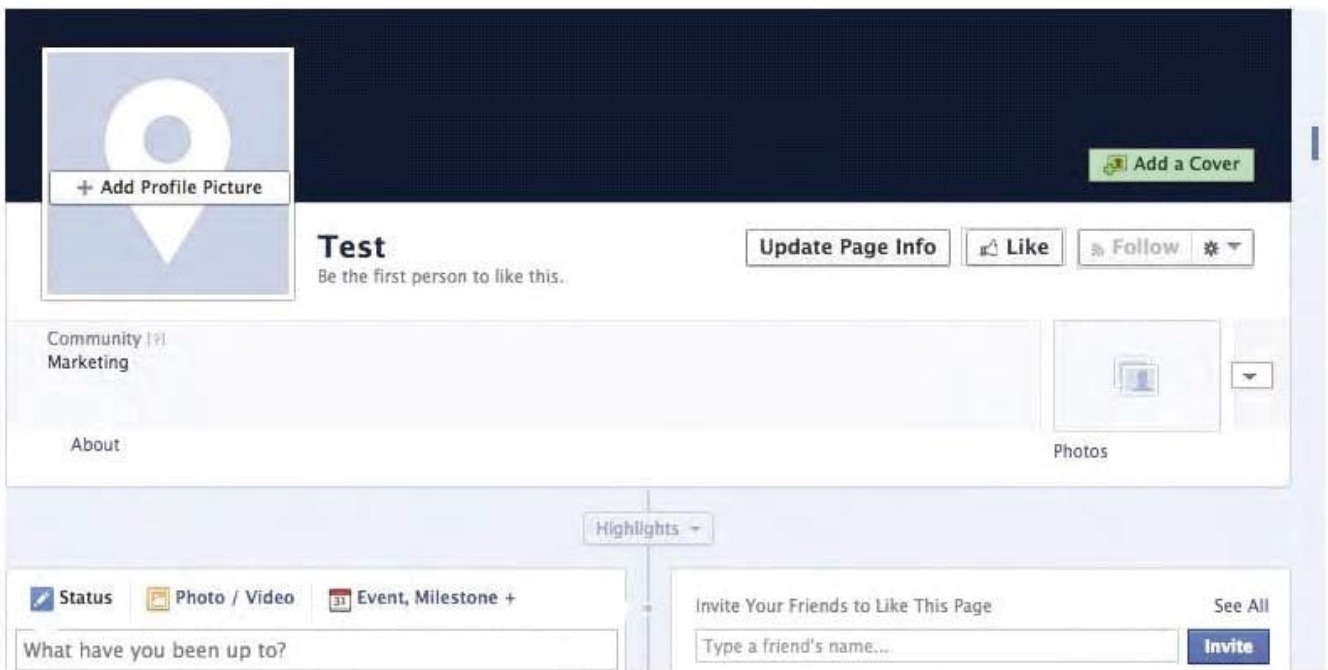 Add a Cover
+ Add Profile Picture
Test
Be the first person to like this.
Update Page Info
Like
Follow
Community [?]
Marketing
About
Photos
Highlights
Status
Photo / Video
31
Event, Milestone +
What have you been up to?
Invite Your Friends to Like This Page
See All
Type a friend's name...
Invite